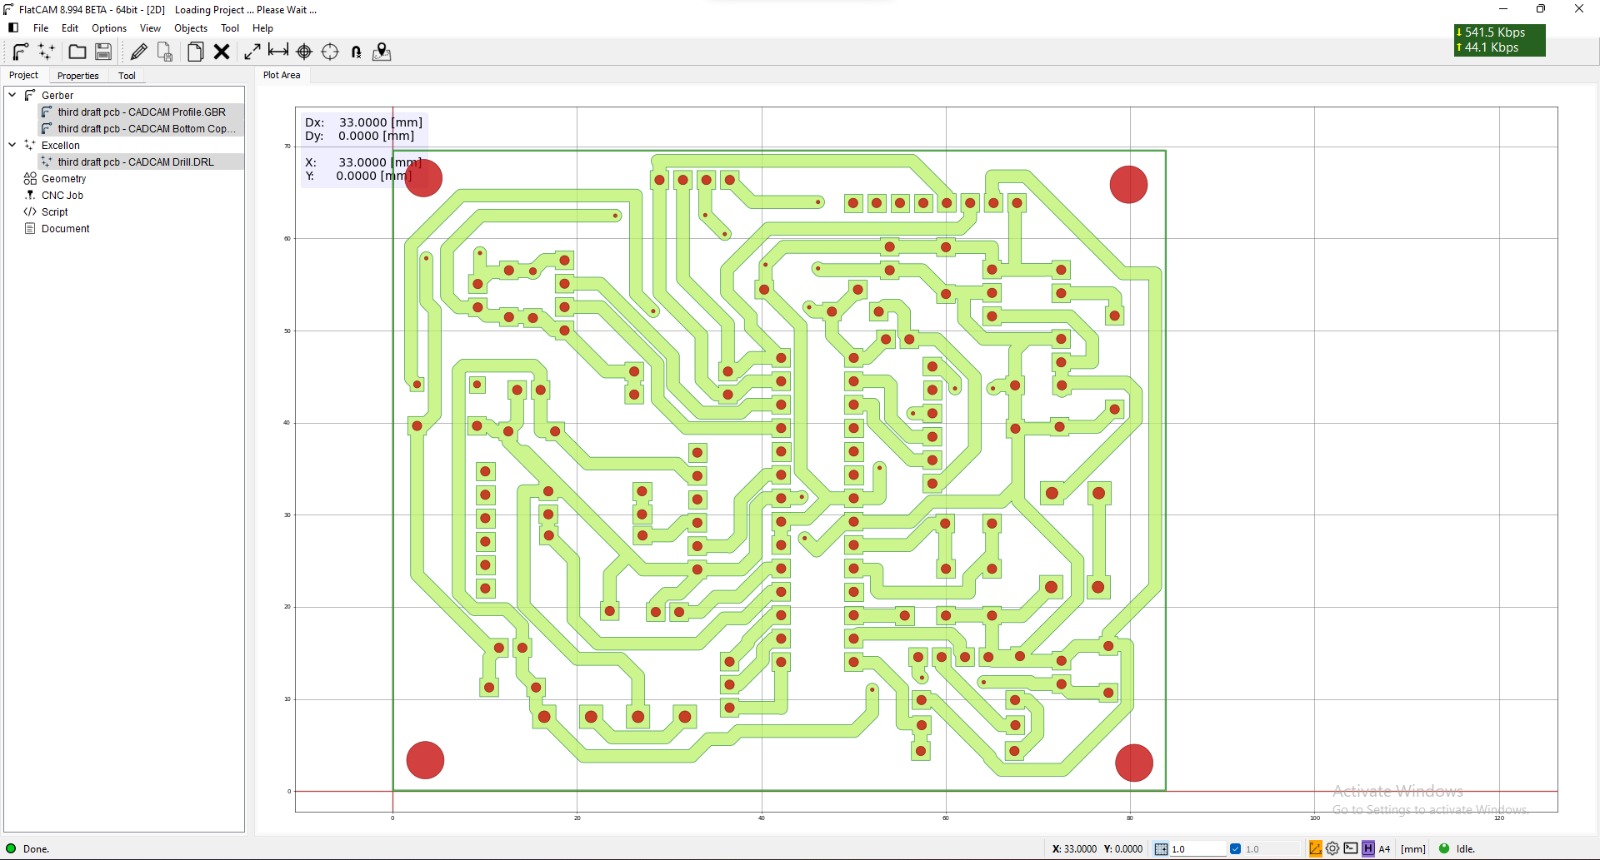 FlatCAM 8.994 BETA - 64bit - [2D]    Loading Project ... Please Wait ...
File Edit Options View Objects Tool Help
541.5 Kbps
44.1 Kbps
Project Properties Tool
Plot Area
Gerber
third draft pcb - CADCAM Profile.GBR
third draft pcb - CADCAM Bottom Cop...
Excellon
third draft pcb - CADCAM Drill.DRL
Geometry
CNC Job
Script
Document
Dx: 33.0000 [mm]
Dy: 0.0000 [mm]
X: 33.0000 [mm]
Y: 0.0000 [mm]
70
60
50
40
30
20
10
0
0 20 40 60 80 100 120
Activate Windows
Go to Settings to activate Windows.
Done.
X: 33.0000 Y: 0.0000 1.0 1.0 H A4 [mm] Idle.